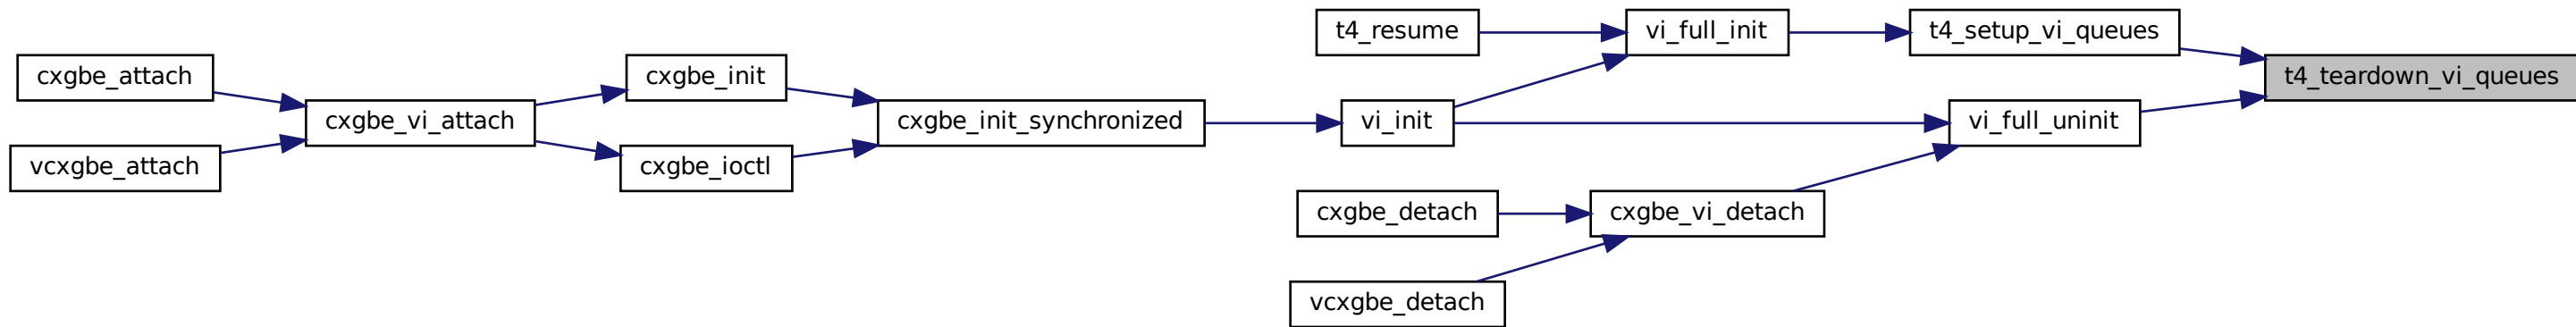 t4_resume
vi_full_init
t4_setup_vi_queues
cxgbe_attach
cxgbe_init
t4_teardown_vi_queues
cxgbe_vi_attach
cxgbe_init_synchronized
vi_init
vi_full_uninit
vcxgbe_attach
cxgbe_ioctl
cxgbe_detach
cxgbe_vi_detach
vcxgbe_detach